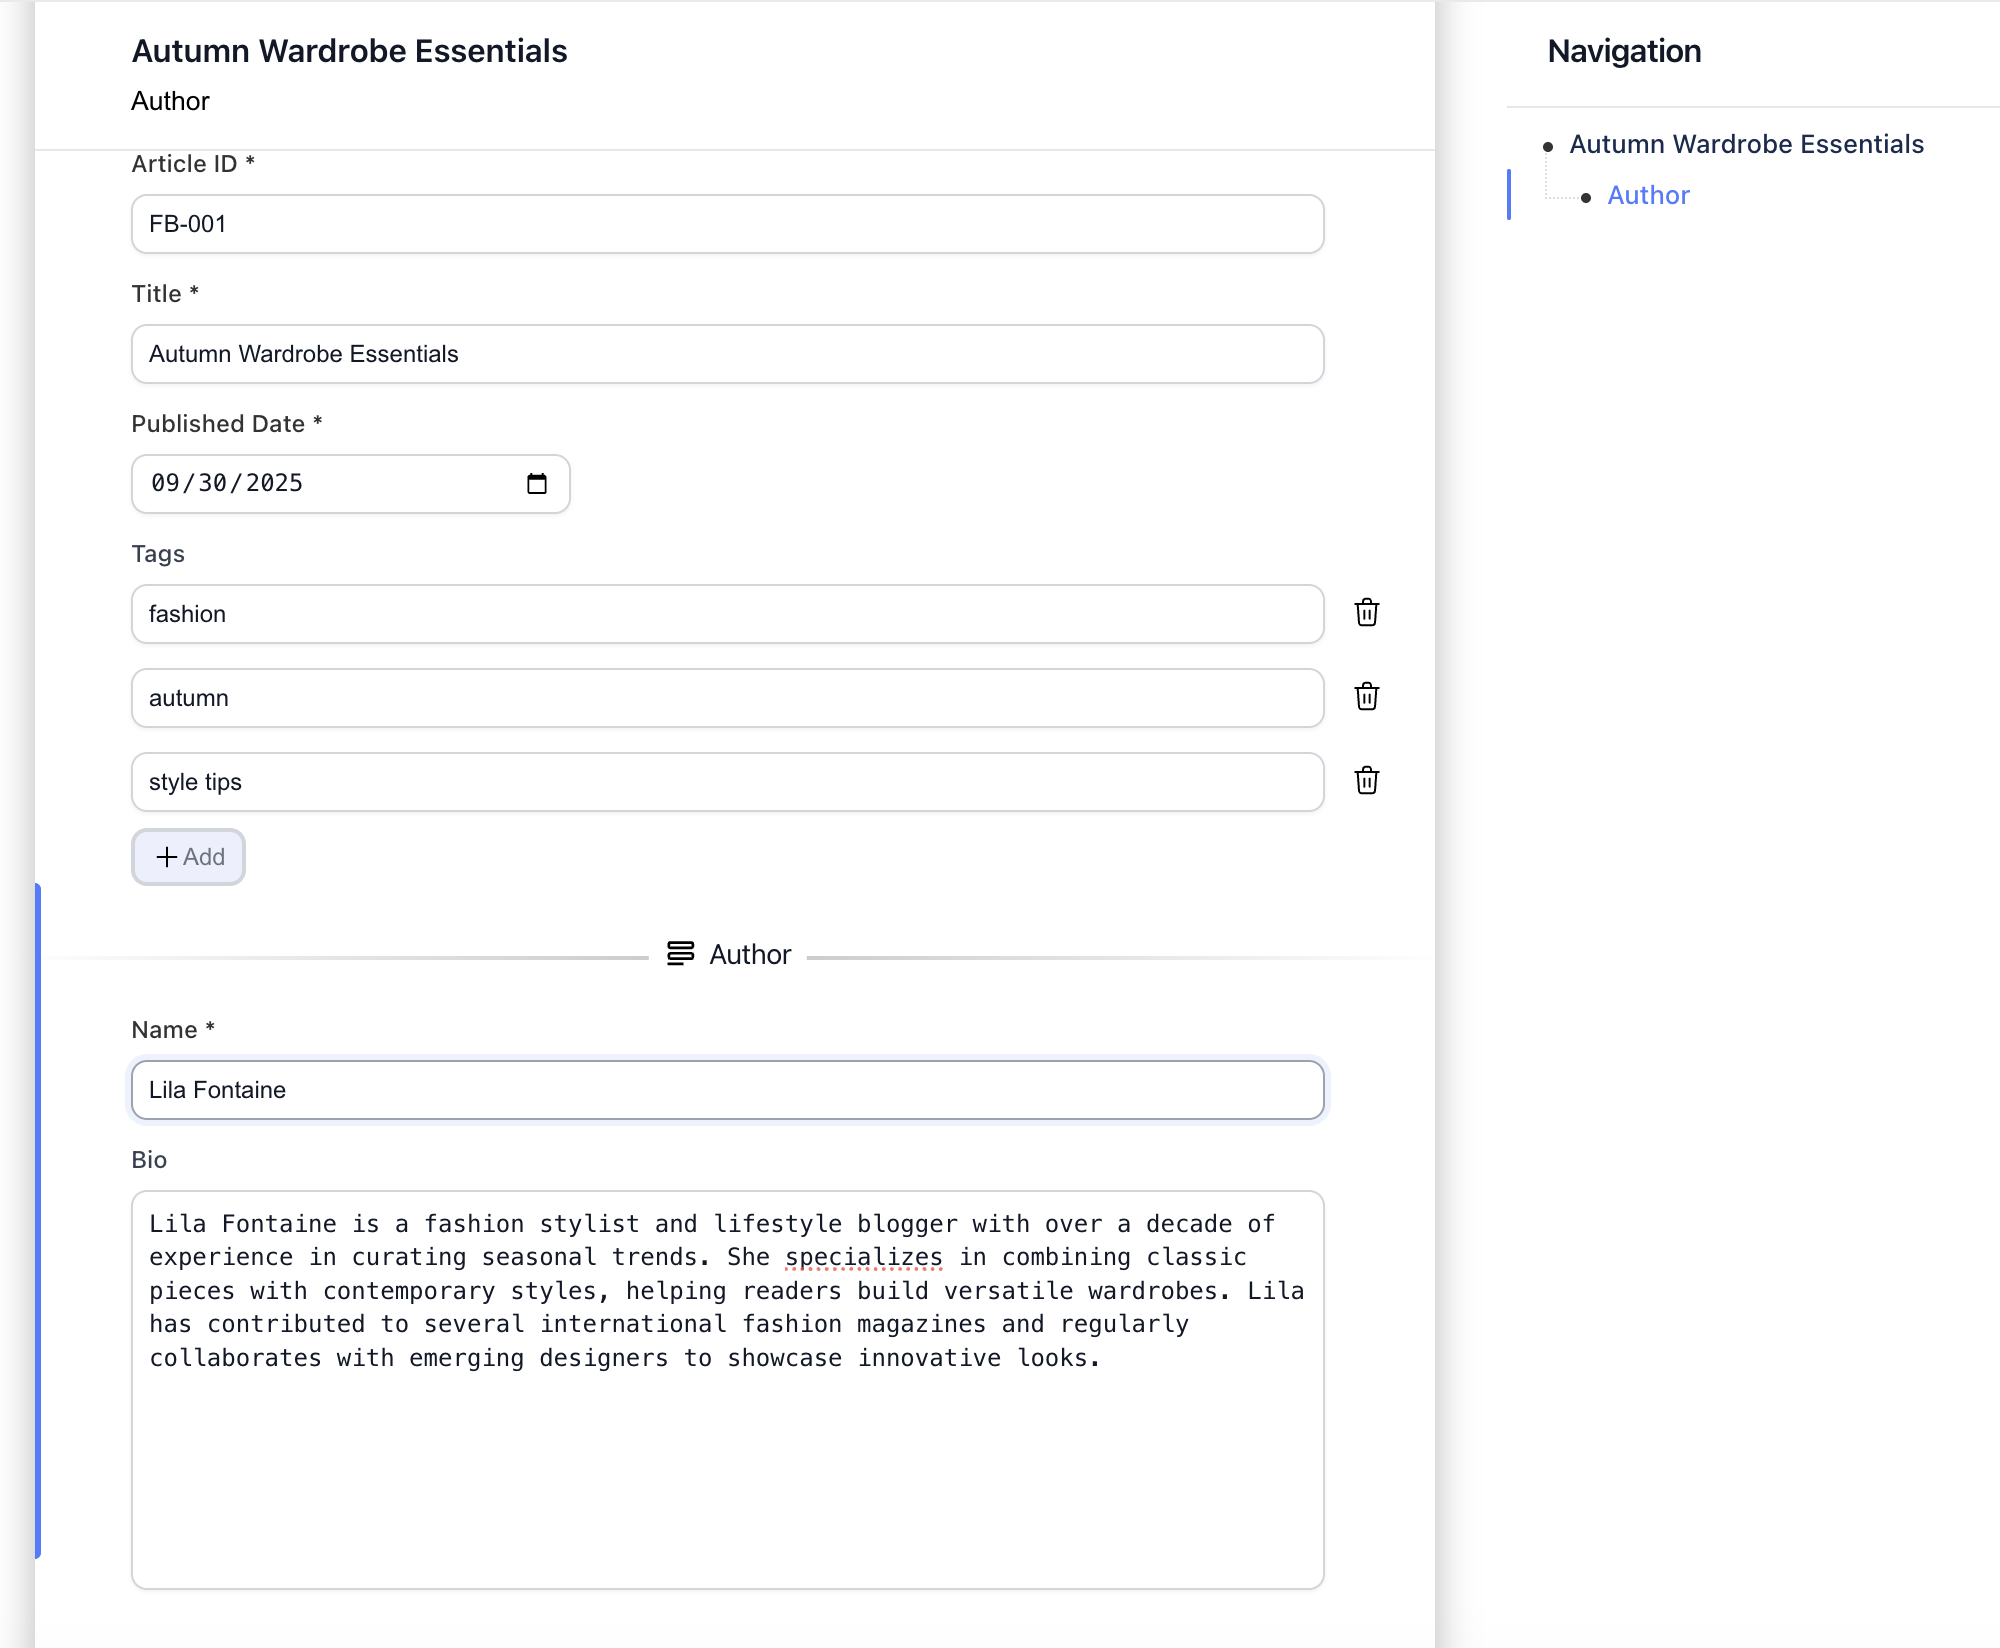 Autumn Wardrobe Essentials
Author
Article ID *
FB-001
Title *
Autumn Wardrobe Essentials
Published Date *
09/30/2025
Tags
fashion
autumn
style tips
Add
Author
Name *
Lila Fontaine
Bio
Lila Fontaine is a fashion stylist and lifestyle blogger with over a decade of
experience in curating seasonal trends. She specializes in combining classic
pieces with contemporary styles, helping readers build versatile wardrobes. Lila
has contributed to several international fashion magazines and regularly
collaborates with emerging designers to showcase innovative looks.
Navigation
Autumn Wardrobe Essentials
Author